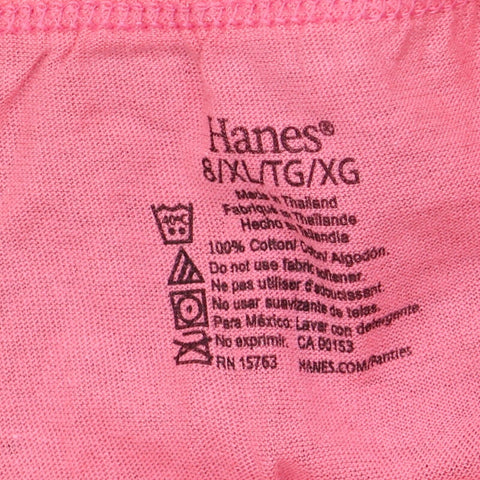 Hanes®
8/XL/TG/XG
Made in Thailand
Fabriqué en Thaïlande
Hecho en Tailandia
40C
100% Cotton/ Coton/ Algodón.
Do not use fabric softener.
Ne pas utiliser d'adoucissant.
No usar suavizante de telas.
Para México: Lavar con detergente.
No exprimir. CA 00153
RN 15763 HANES.COM/Panties